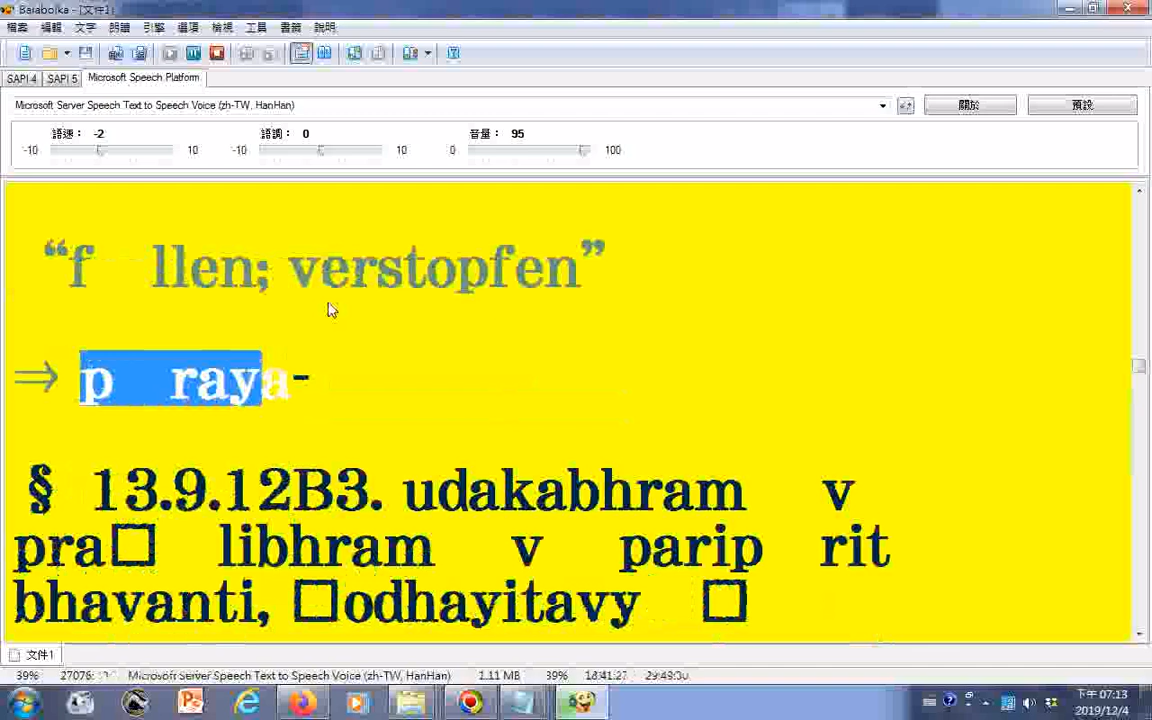 Balabolka - [文件1]
檔案 編輯 文字 朗讀 引擎 選項 檢視 工具 書籤 說明
SAPI 4 SAPI 5 Microsoft Speech Platform
Microsoft Server Speech Text to Speech Voice (zh-TW, HanHan) 關於 預設
語速： -2 語調： 0 音量： 95
-10 10 -10 10 0 100
“f llen; verstopfen”
⇒ p raya-
§ 13.9.12B3. udakabhram v
pra□ libhram v parip rit
bhavanti, □odhayitavy □
文件1
39% Microsoft Server Speech Text to Speech Voice (zh-TW, HanHan) 1.11 MB 39% 18:41:27
下午 07:13
2019/12/4